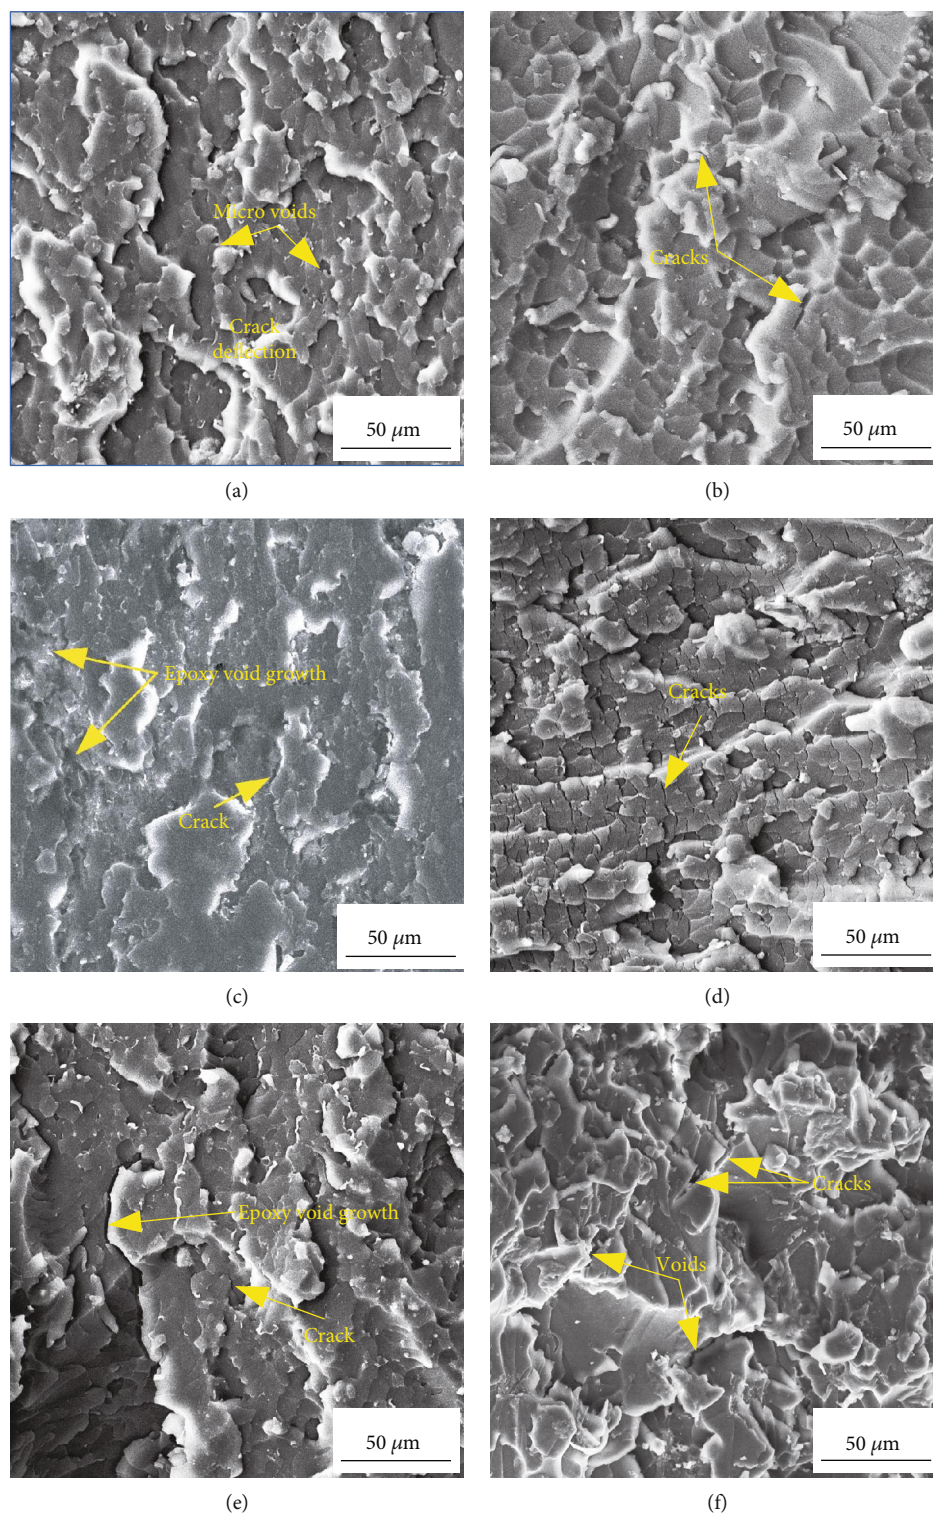 Micro voids
Crack
deflection
50 μm
(a)
Cracks
50 μm
(b)
Epoxy void growth
Crack
50 μm
(c)
Cracks
50 μm
(d)
Epoxy void growth
Crack
50 μm
(e)
Cracks
Voids
50 μm
(f)